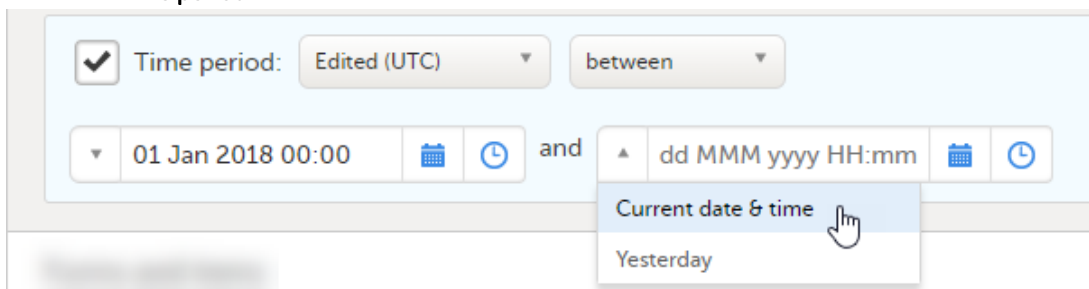 Time period: Edited (UTC) between
01 Jan 2018 00:00 and dd MMM yyyy HH:mm
Current date & time
Yesterday